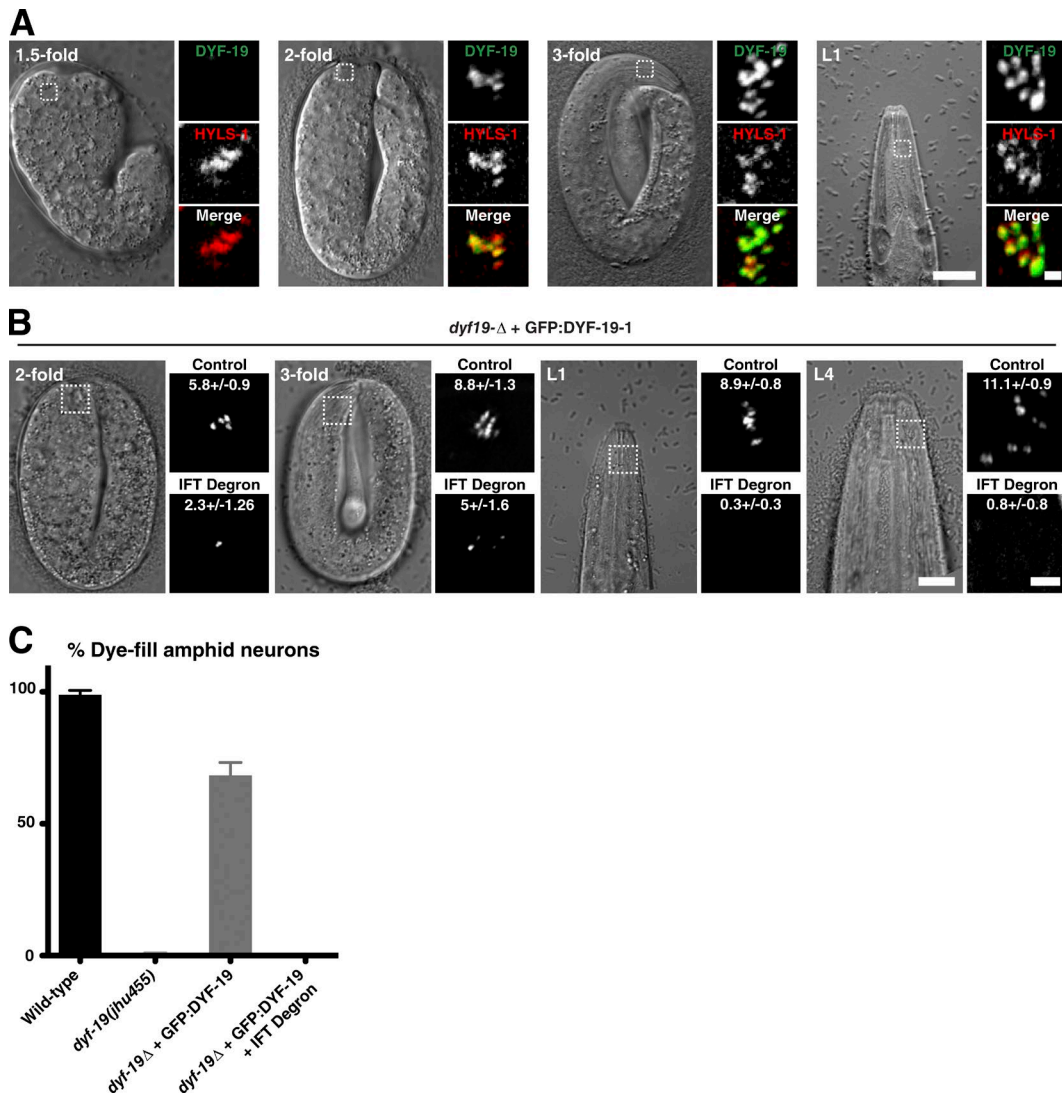 A
1.5-fold
DYF-19
HYLS-1
Merge
2-fold
DYF-19
HYLS-1
Merge
3-fold
DYF-19
HYLS-1
Merge
L1
DYF-19
HYLS-1
Merge
B
dyf19-Δ + GFP:DYF-19-1
2-fold
Control
5.8+/-0.9
IFT Degron
2.3+/-1.26
3-fold
Control
8.8+/-1.3
IFT Degron
5+/-1.6
L1
Control
8.9+/-0.8
IFT Degron
0.3+/-0.3
L4
Control
11.1+/-0.9
IFT Degron
0.8+/-0.8
C
% Dye-fill amphid neurons
100
50
0
Wild-type
dyf-19(jhu455)
dyf-19Δ + GFP:DYF-19
dyf-19Δ + GFP:DYF-19
+ IFT Degron